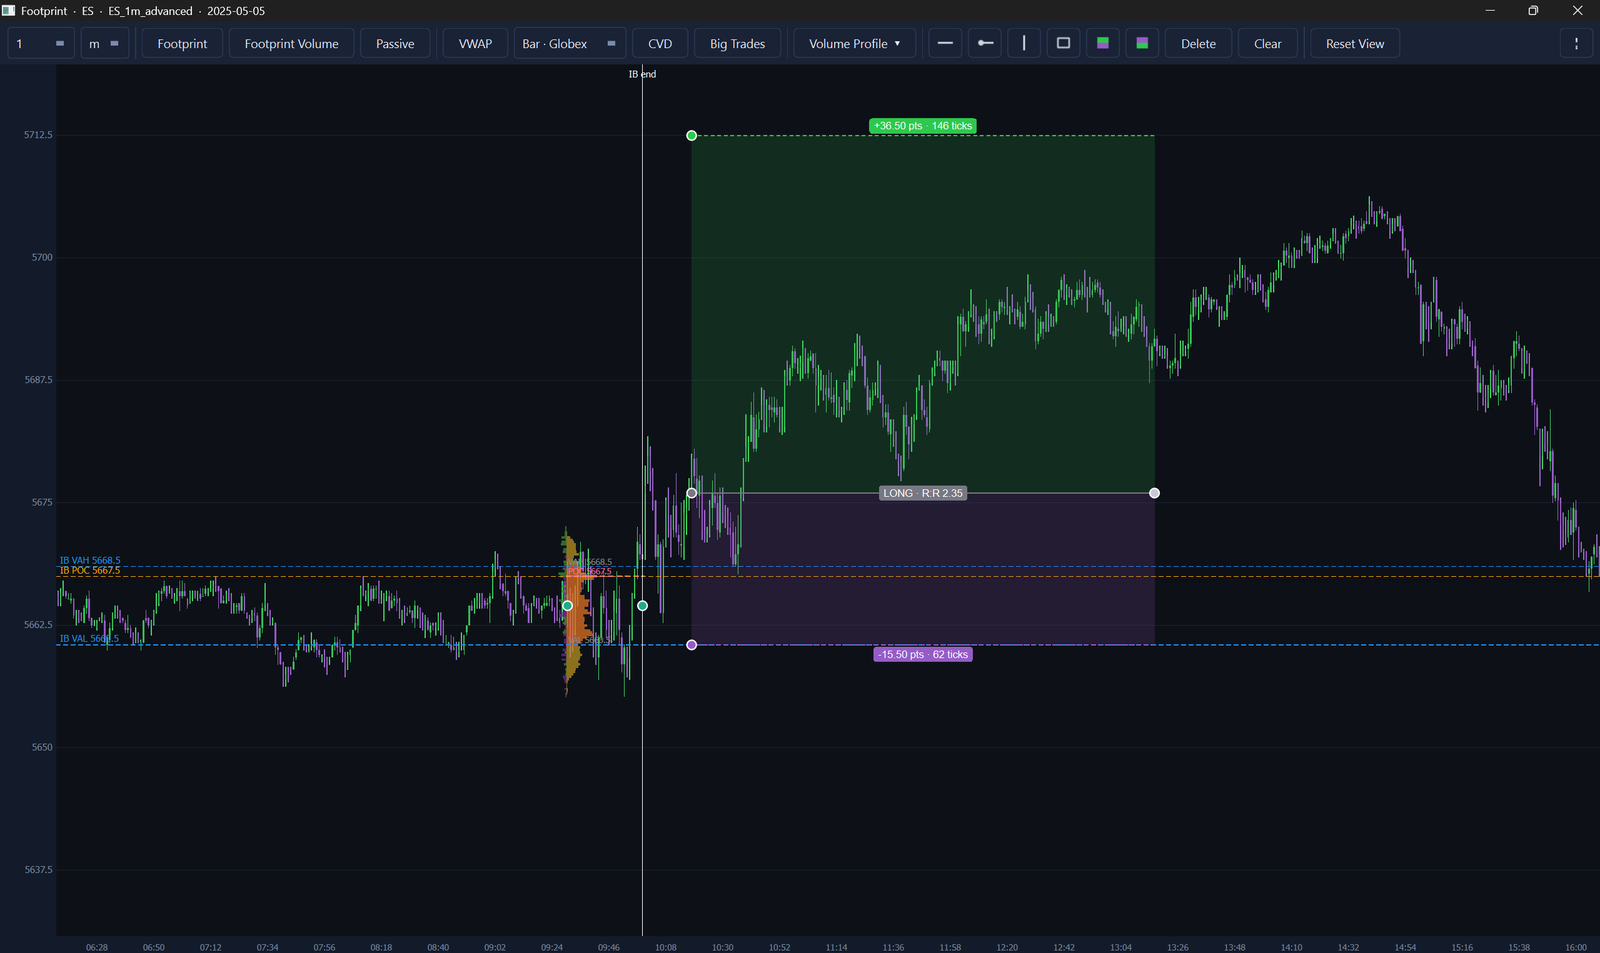 Footprint · ES · ES_1m_advanced · 2025-05-05
1 m Footprint Footprint Volume Passive VWAP Bar · Globex CVD Big Trades Volume Profile ▼ Delete Clear Reset View
IB end
+36.50 pts · 146 ticks
5712.5
5700
5687.5
LONG · R:R 2.35
5675
IB VAH 5668.5
IB POC 5667.5
POC 5667.5
5662.5
IB VAL
-15.50 pts · 62 ticks
5650
5637.5
06:28 06:50 07:12 07:34 07:56 08:18 08:40 09:02 09:24 09:46 10:08 10:30 10:52 11:14 11:36 11:58 12:20 12:42 13:04 13:26 13:48 14:10 14:32 14:54 15:16 15:38 16:00